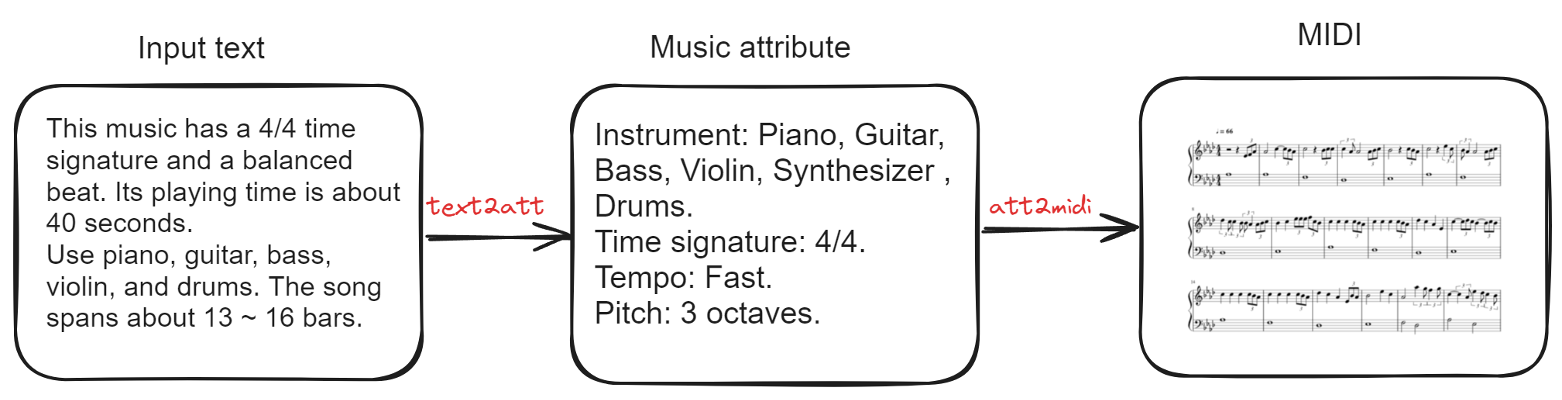 Input text
This music has a 4/4 time
signature and a balanced
beat. Its playing time is about
40 seconds.
Use piano, guitar, bass,
violin, and drums. The song
spans about 13 ~ 16 bars.
text2att
Music attribute
Instrument: Piano, Guitar,
Bass, Violin, Synthesizer ,
Drums.
Time signature: 4/4.
Tempo: Fast.
Pitch: 3 octaves.
att2midi
MIDI
♩ = 66